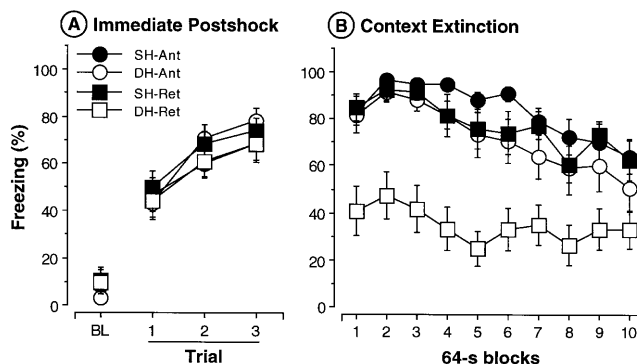 A Immediate Postshock
SH-Ant
DH-Ant
SH-Ret
DH-Ret
Freezing (%)
100
80
60
40
20
0
BL 1 2 3
Trial
B Context Extinction
100
80
60
40
20
0
1 2 3 4 5 6 7 8 9 10
64-s blocks